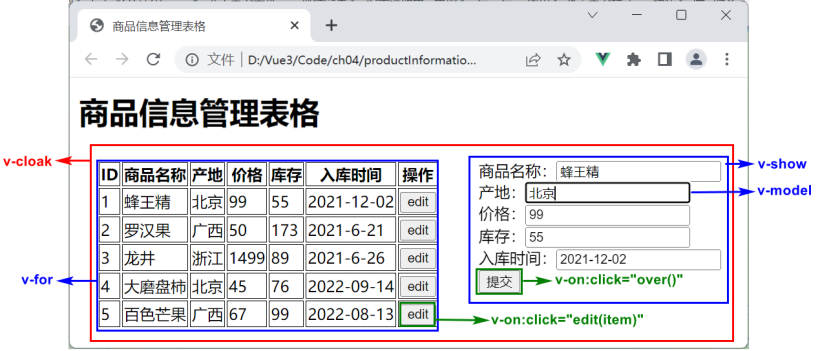 商品信息管理表格
文件 D:/Vue3/Code/ch04/productInformatio...
商品信息管理表格
v-cloak
ID 商品名称 产地 价格 库存 入库时间 操作
1 蜂王精 北京 99 55 2021-12-02 edit
2 罗汉果 广西 50 173 2021-6-21 edit
3 龙井 浙江 1499 89 2021-6-26 edit
4 大磨盘柿 北京 45 76 2022-09-14 edit
5 百色芒果 广西 67 99 2022-08-13 edit
v-for
商品名称: 蜂王精
产地: 北京
价格: 99
库存: 55
入库时间: 2021-12-02
提交
v-show
v-model
v-on:click="over()"
v-on:click="edit(item)"